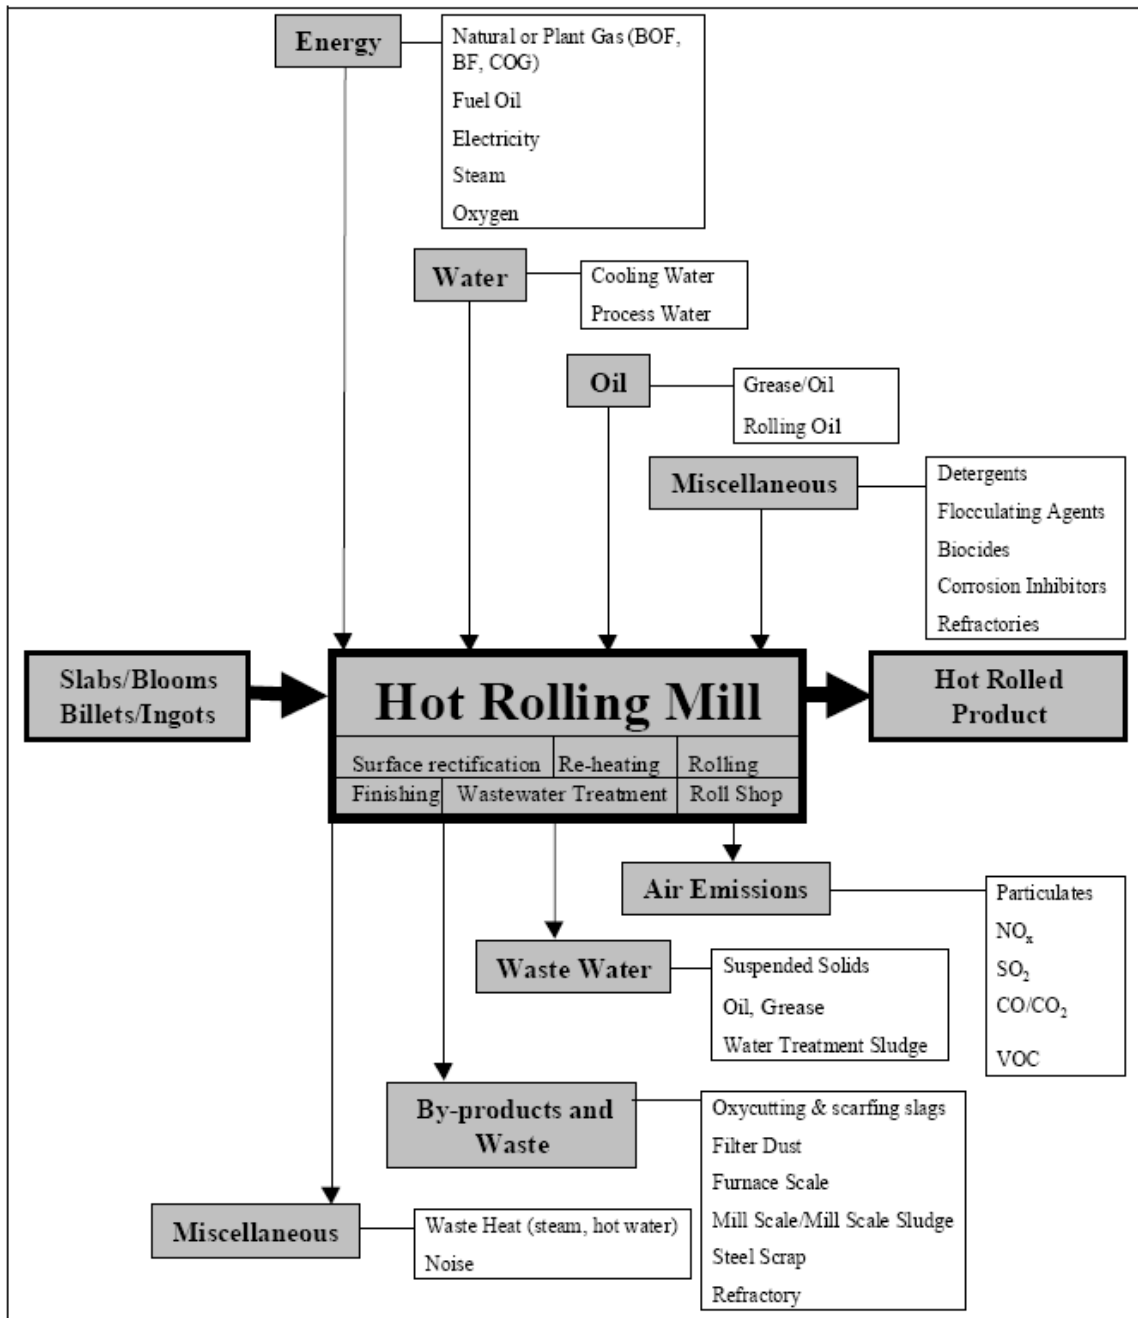 Energy
Natural or Plant Gas (BOF,
BF, COG)
Fuel Oil
Electricity
Steam
Oxygen
Water
Cooling Water
Process Water
Oil
Grease/Oil
Rolling Oil
Miscellaneous
Detergents
Flocculating Agents
Biocides
Corrosion Inhibitors
Refractories
Slabs/Blooms
Billets/Ingots
Hot Rolling Mill
Surface rectification
Re-heating
Rolling
Finishing
Wastewater Treatment
Roll Shop
Hot Rolled
Product
Air Emissions
Particulates
NOx
SO2
CO/CO2
VOC
Waste Water
Suspended Solids
Oil, Grease
Water Treatment Sludge
By-products and
Waste
Oxycutting & scarfing slags
Filter Dust
Furnace Scale
Mill Scale/Mill Scale Sludge
Steel Scrap
Refractory
Miscellaneous
Waste Heat (steam, hot water)
Noise